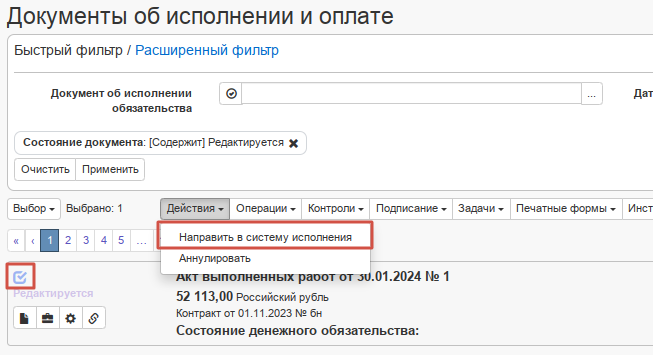 Документы об исполнении и оплате
Быстрый фильтр / Расширенный фильтр
Документ об исполнении
обязательства
...
Дат
Состояние документа: [Содержит] Редактируется ✖
Очистить Применить
Выбор Выбрано: 1 Действия Операции Контроли Подписание Задачи Печатные формы Инст
Направить в систему исполнения
Аннулировать
« ‹ 1 2 3 4 5 ...
Акт выполненных работ от 30.01.2024 № 1
Редактируется
52 113,00 Российский рубль
Контракт от 01.11.2023 № бн
Состояние денежного обязательства: